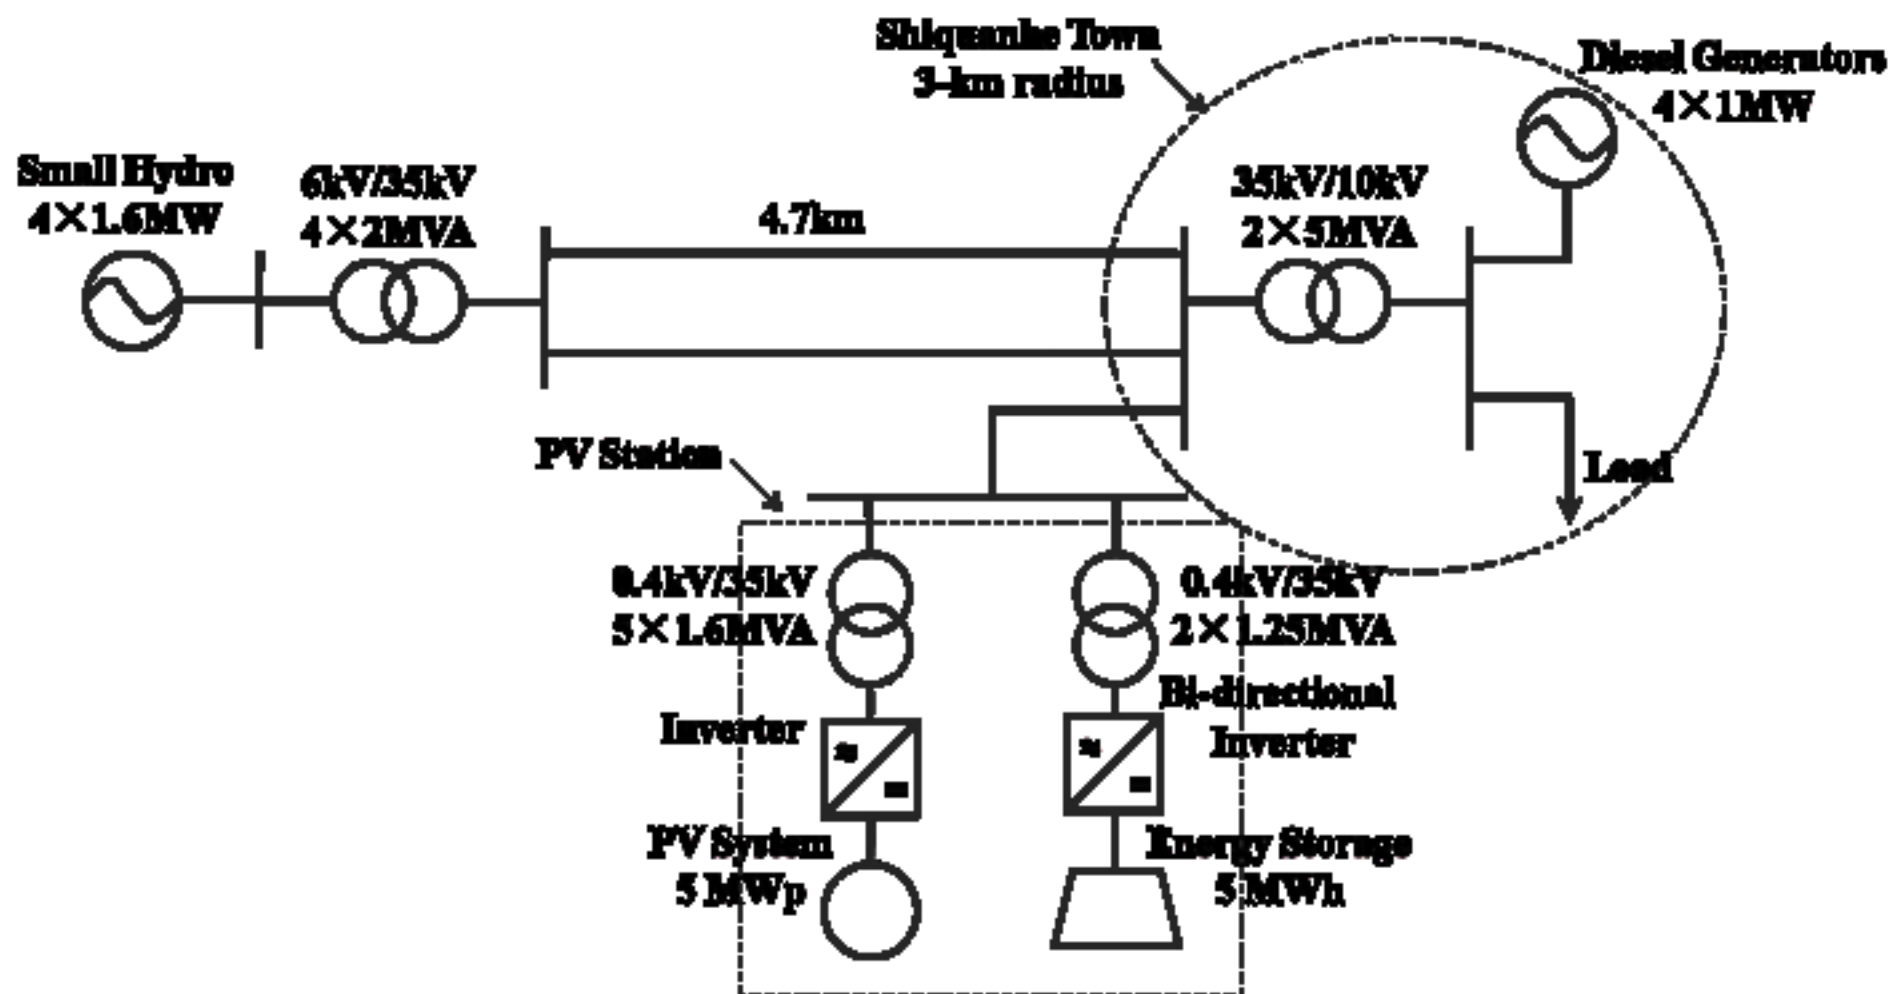 Shiquanhe Town
3-km radius
Diesel Generators
4×1MW
Small Hydro
4×1.6MW
6kV/35kV
4×2MVA
4.7km
35kV/10kV
2×5MVA
PV Station
Load
0.4kV/35kV
5×1.6MVA
0.4kV/35kV
2×1.25MVA
Inverter
Bi-directional
Inverter
PV System
5 MWp
Energy Storage
5 MWh